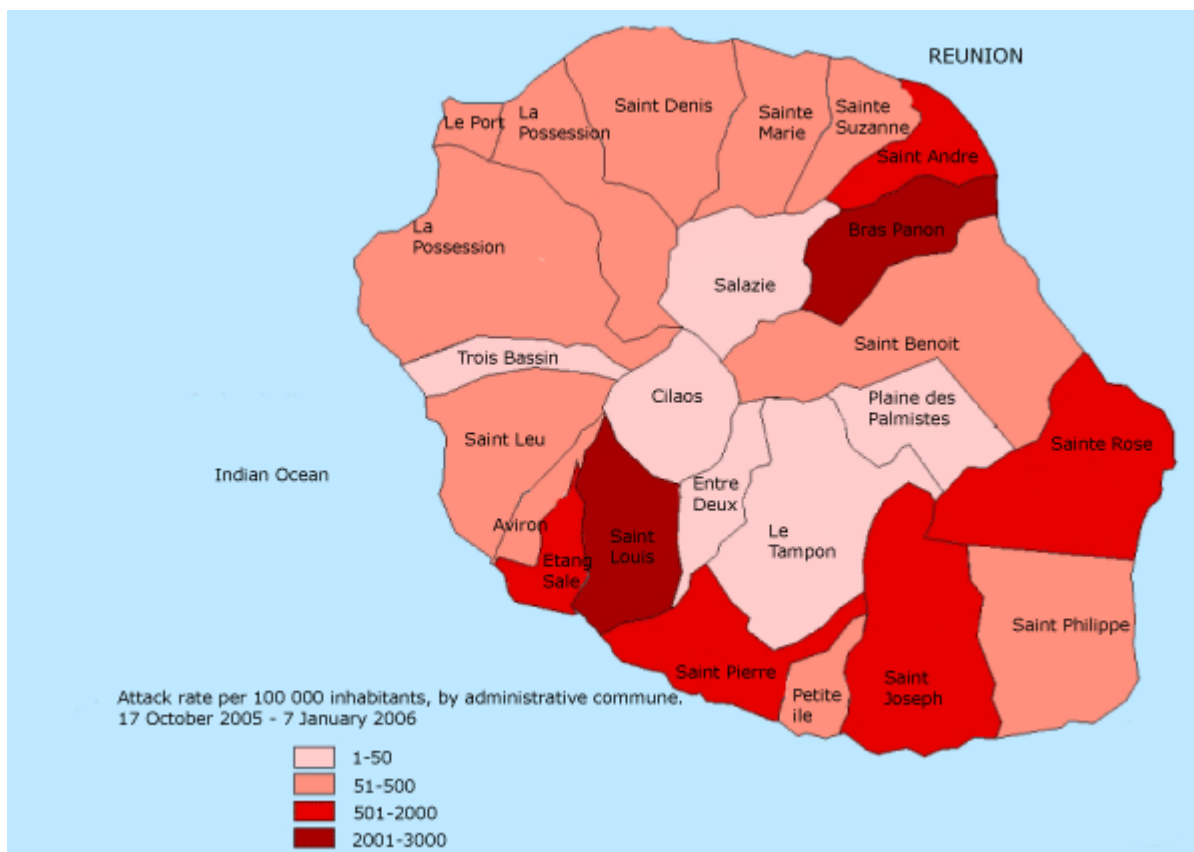 REUNION
Saint Denis
La
Possession
Le Port
Sainte
Marie
Sainte
Suzanne
Saint Andre
La
Possession
Bras Panon
Salazie
Saint Benoit
Trois Bassin
Cilaos
Plaine des
Palmistes
Saint Leu
Sainte Rose
Indian Ocean
Entre
Deux
Aviron
Le
Tampon
Saint
Louis
Etang
Sale
Saint Philippe
Saint Pierre
Saint
Joseph
Petite
ile
Attack rate per 100 000 inhabitants, by administrative commune.
17 October 2005 - 7 January 2006
1-50
51-500
501-2000
2001-3000